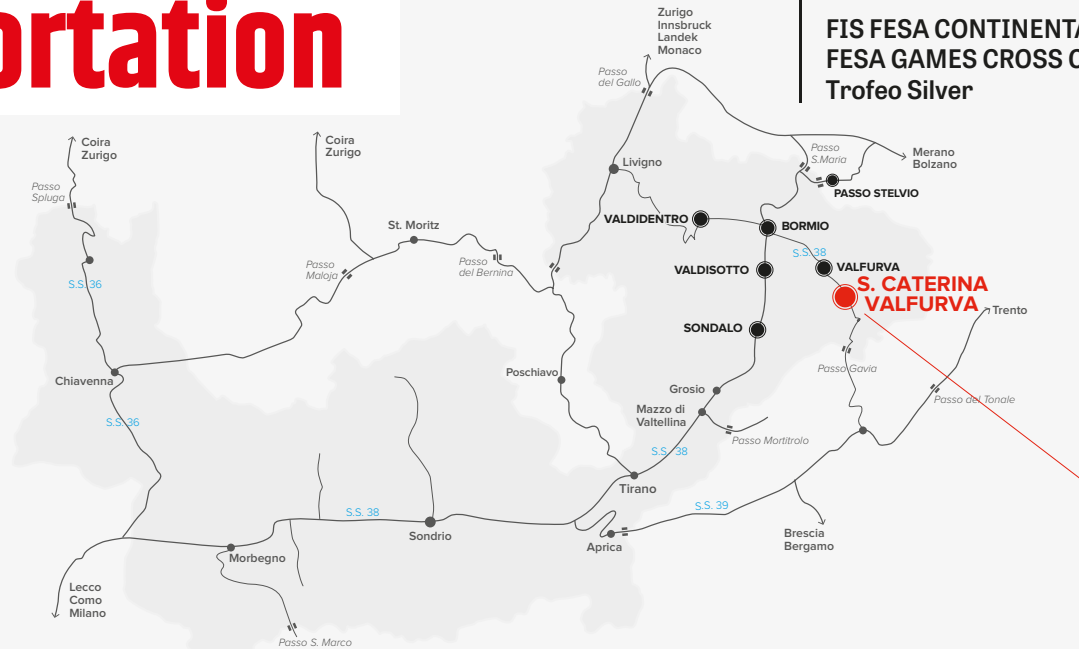 ortation
FIS FESA CONTINENTA
FESA GAMES CROSS C
Trofeo Silver
Zurigo
Innsbruck
Landek
Monaco
Passo
del Gallo
Coira
Zurigo
Coira
Zurigo
Passo
S.Maria
Merano
Bolzano
Livigno
Passo
Spluga
PASSO STELVIO
VALDIDENTRO
BORMIO
St. Moritz
S.S. 38
Passo
Maloja
Passo
del Bernina
VALDISOTTO
VALFURVA
S.S. 36
S. CATERINA
VALFURVA
Trento
SONDALO
Chiavenna
Poschiavo
Passo Gavia
Grosio
Passo del Tonale
Mazzo di
Valtellina
S.S. 36
Passo Mortitrolo
S.S. 38
Tirano
S.S. 38
S.S. 39
Sondrio
Aprica
Brescia
Bergamo
Morbegno
Lecco
Como
Milano
Passo S. Marco